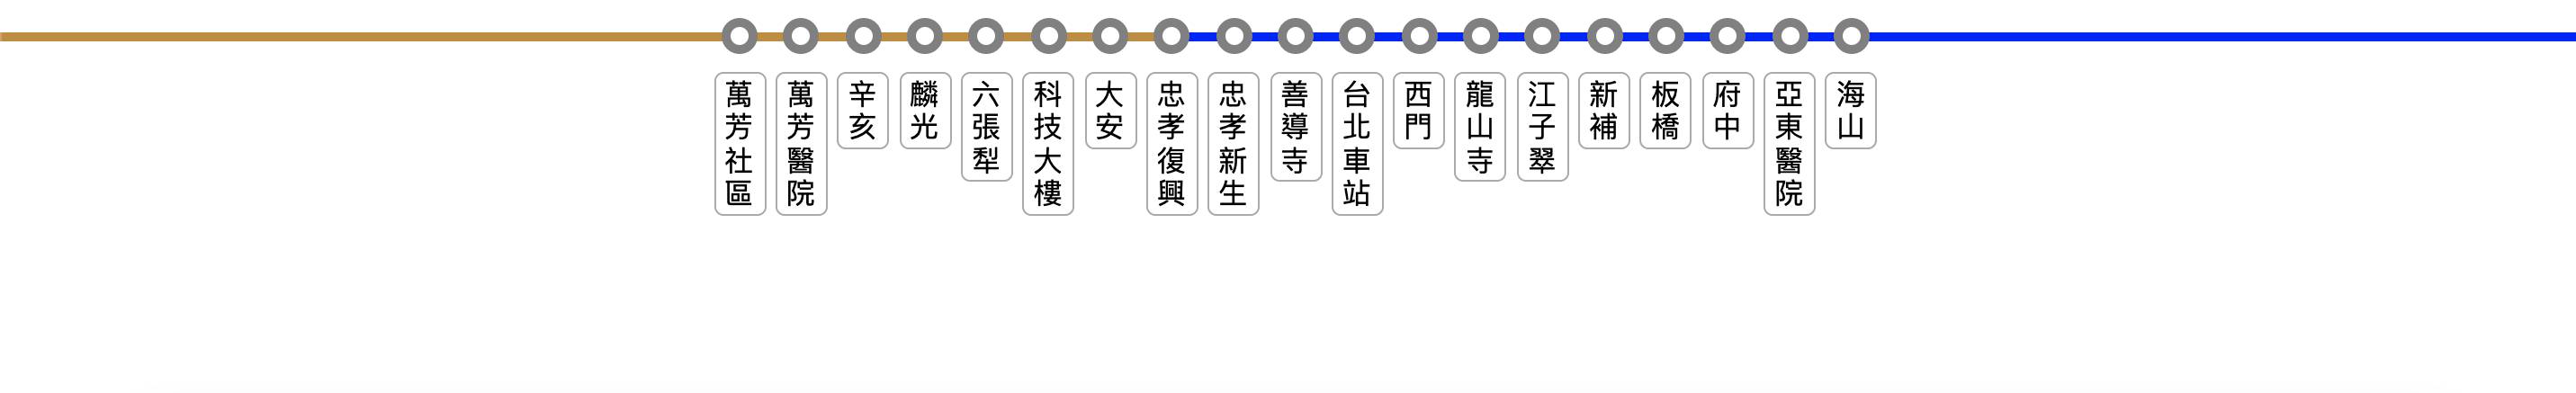 萬芳社區
萬芳醫院
辛亥
麟光
六張犁
科技大樓
大安
忠孝復興
忠孝新生
善導寺
台北車站
西門
龍山寺
江子翠
新補
板橋
府中
亞東醫院
海山